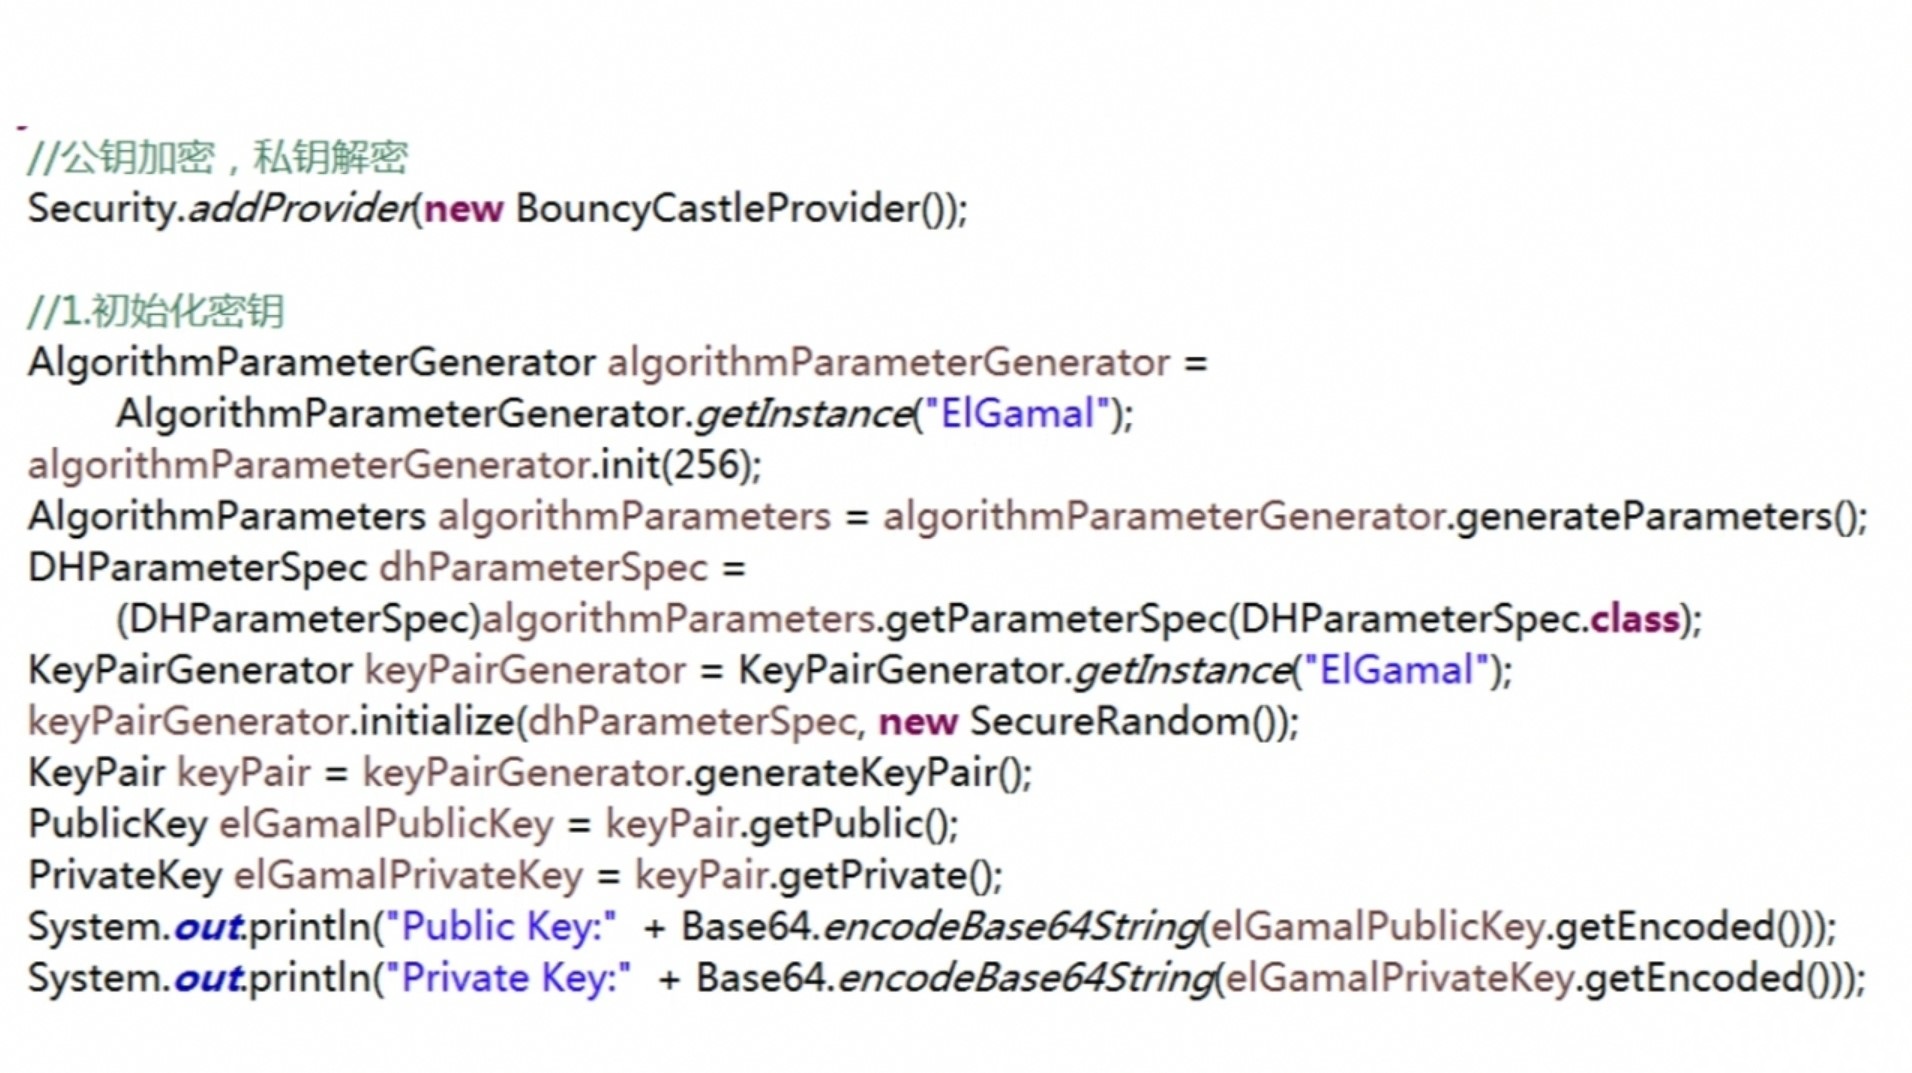 //公钥加密，私钥解密
Security.addProvider(new BouncyCastleProvider());
//1.初始化密钥
AlgorithmParameterGenerator algorithmParameterGenerator =
AlgorithmParameterGenerator.getInstance("ElGamal");
algorithmParameterGenerator.init(256);
AlgorithmParameters algorithmParameters = algorithmParameterGenerator.generateParameters();
DHParameterSpec dhParameterSpec =
(DHParameterSpec)algorithmParameters.getParameterSpec(DHParameterSpec.class);
KeyPairGenerator keyPairGenerator = KeyPairGenerator.getInstance("ElGamal");
keyPairGenerator.initialize(dhParameterSpec, new SecureRandom());
KeyPair keyPair = keyPairGenerator.generateKeyPair();
PublicKey elGamalPublicKey = keyPair.getPublic();
PrivateKey elGamalPrivateKey = keyPair.getPrivate();
System.out.println("Public Key:" + Base64.encodeBase64String(elGamalPublicKey.getEncoded()));
System.out.println("Private Key:" + Base64.encodeBase64String(elGamalPrivateKey.getEncoded()));